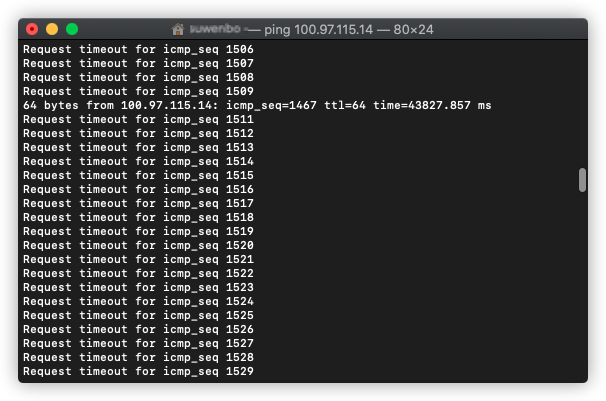 — ping 100.97.115.14 — 80×24
Request timeout for icmp_seq 1506
Request timeout for icmp_seq 1507
Request timeout for icmp_seq 1508
Request timeout for icmp_seq 1509
64 bytes from 100.97.115.14: icmp_seq=1467 ttl=64 time=43827.857 ms
Request timeout for icmp_seq 1511
Request timeout for icmp_seq 1512
Request timeout for icmp_seq 1513
Request timeout for icmp_seq 1514
Request timeout for icmp_seq 1515
Request timeout for icmp_seq 1516
Request timeout for icmp_seq 1517
Request timeout for icmp_seq 1518
Request timeout for icmp_seq 1519
Request timeout for icmp_seq 1520
Request timeout for icmp_seq 1521
Request timeout for icmp_seq 1522
Request timeout for icmp_seq 1523
Request timeout for icmp_seq 1524
Request timeout for icmp_seq 1525
Request timeout for icmp_seq 1526
Request timeout for icmp_seq 1527
Request timeout for icmp_seq 1528
Request timeout for icmp_seq 1529